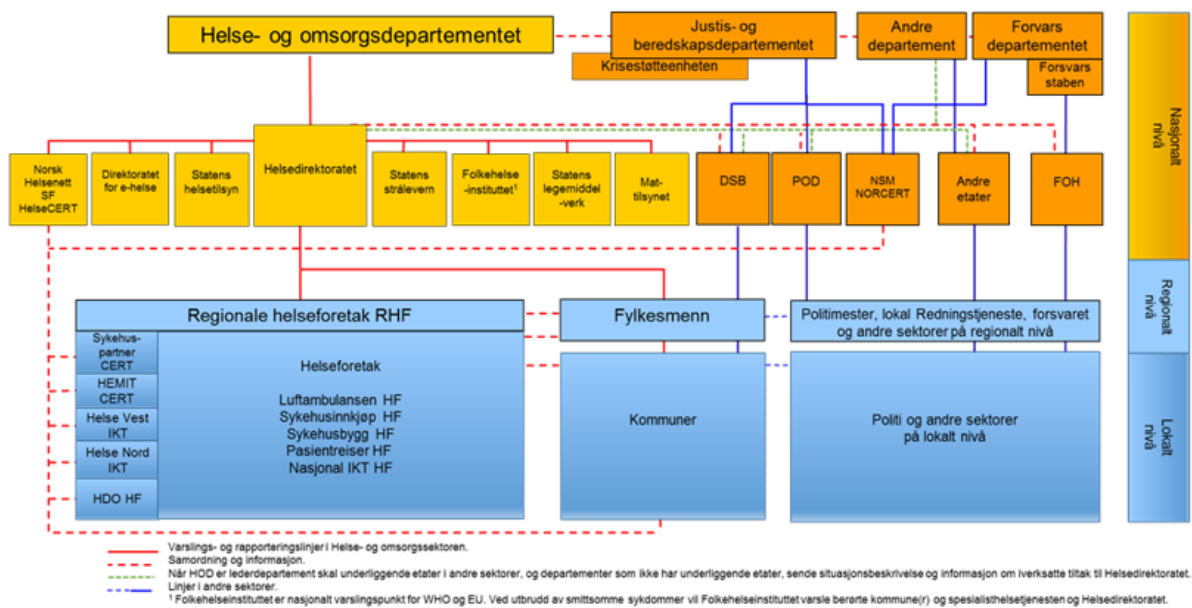 Helse- og omsorgsdepartementet
Justis- og
beredskapsdepartementet
Krisestøtteenheten
Andre
departement
Forvars
departementet
Forsvars
staben
Nasjonalt
nivå
Norsk
Helsenett
SF
HelseCERT
Direktoratet
for e-helse
Statens
helsetilsyn
Helsedirektoratet
Statens
strålevern
Folkehelse
-instituttet¹
Statens
legemiddel
-verk
Mat-
tilsynet
DSB
POD
NSM
NORCERT
Andre
etater
FOH
Regionale helseforetak RHF
Fylkesmenn
Politimester, lokal Redningstjeneste, forsvaret
og andre sektorer på regionalt nivå
Regionalt
nivå
Sykehus-
partner
CERT
HEMIT
CERT
Helse Vest
IKT
Helse Nord
IKT
HDO HF
Helseforetak
Luftambulansen HF
Sykehusinnkjøp HF
Sykehusbygg HF
Pasientreiser HF
Nasjonal IKT HF
Kommuner
Politi og andre sektorer
på lokalt nivå
Lokalt
nivå
Varslings- og rapporteringslinjer i Helse- og omsorgssektoren.
Samordning og informasjon.
Når HOD er lederdepartement skal underliggende etater i andre sektorer, og departementer som ikke har underliggende etater, sende situasjonsbeskrivelse og informasjon om iverksatte tiltak til Helsedirektoratet.
Linjer i andre sektorer.
¹ Folkehelseinstituttet er nasjonalt varslingspunkt for WHO og EU. Ved utbrudd av smittsomme sykdommer vil Folkehelseinstituttet varsle berørte kommune(r) og spesialisthelsetjenesten og Helsedirektoratet.